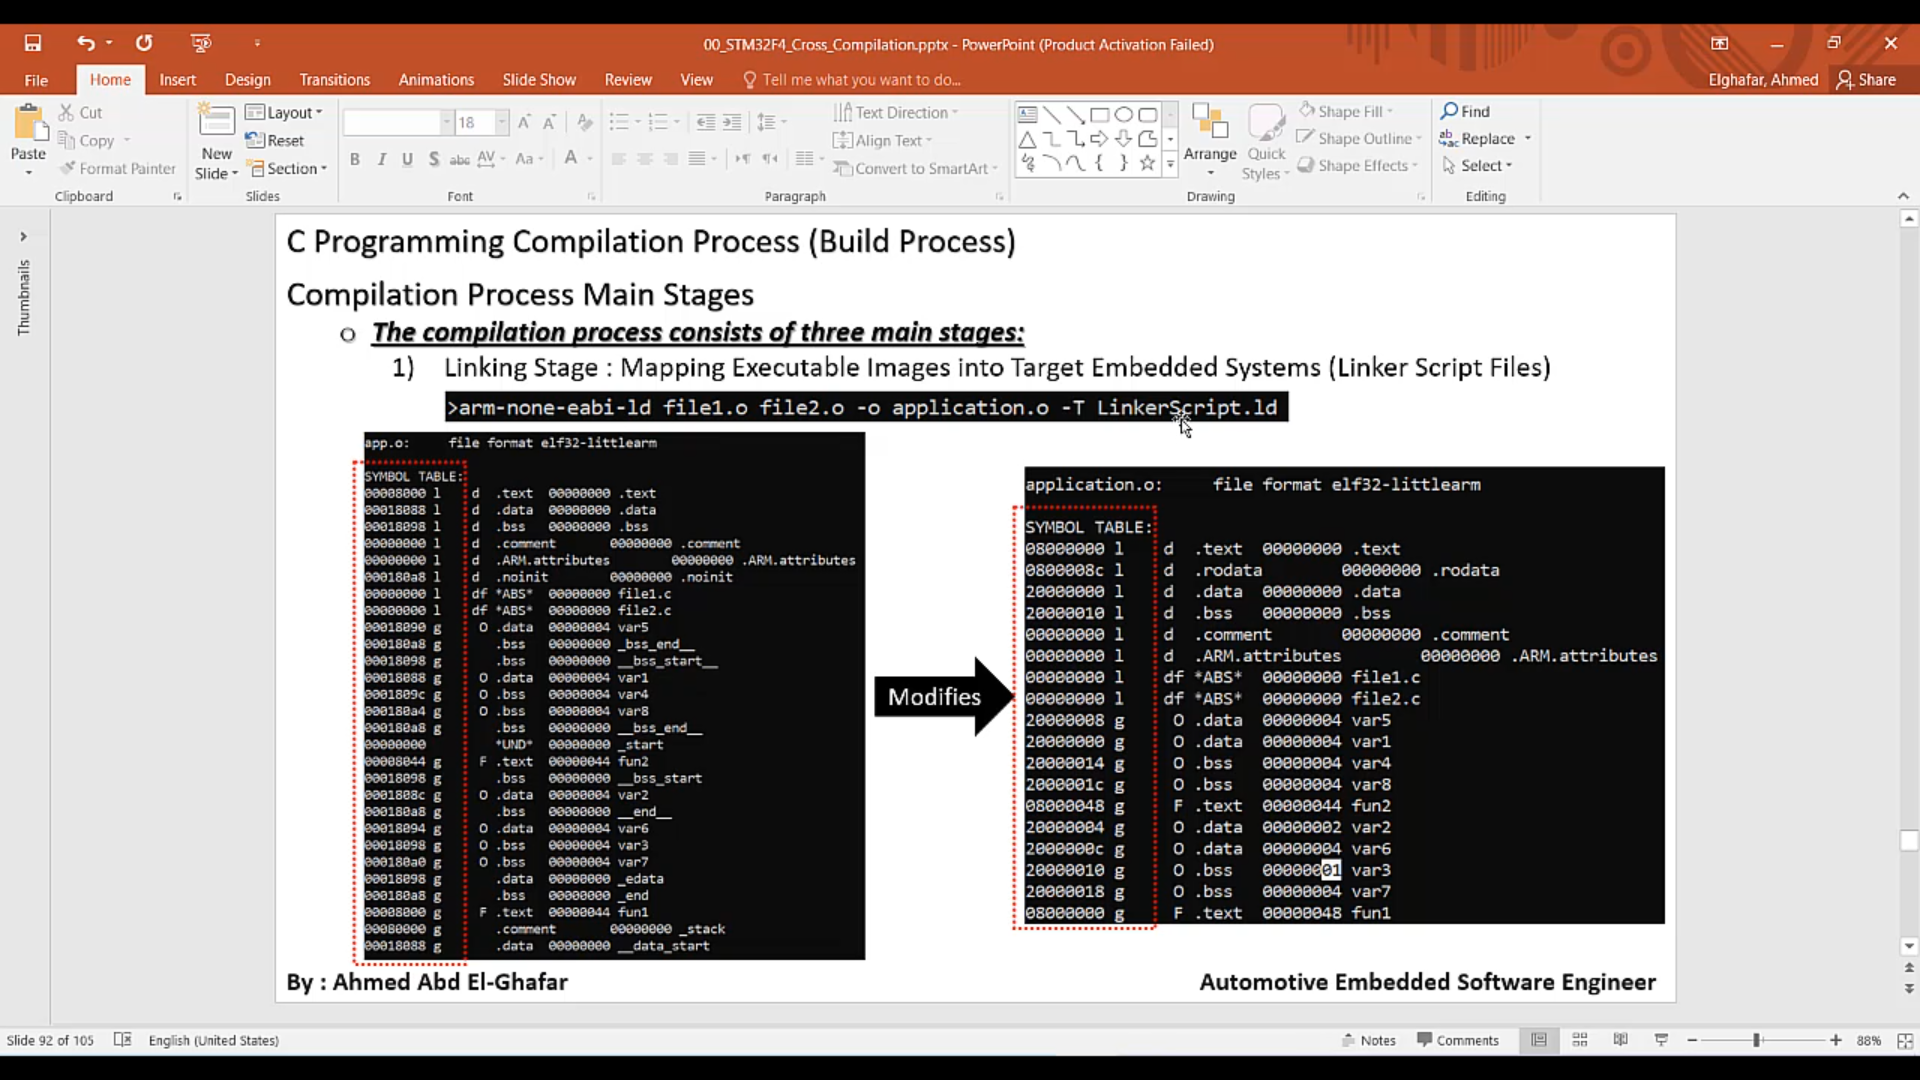 00_STM32F4_Cross_Compilation.pptx - PowerPoint (Product Activation Failed)
File Home Insert Design Transitions Animations Slide Show Review View Tell me what you want to do... Elghafar, Ahmed Share
Paste
Cut
Copy
Format Painter
Clipboard
New Slide
Layout
Reset
Section
Slides
18
B I U S abc AV Aa A
Font
Text Direction
Align Text
Convert to SmartArt
Paragraph
Arrange
Quick Styles
Shape Fill
Shape Outline
Shape Effects
Drawing
Find
Replace
Select
Editing
Thumbnails
C Programming Compilation Process (Build Process)
Compilation Process Main Stages
o The compilation process consists of three main stages:
1) Linking Stage : Mapping Executable Images into Target Embedded Systems (Linker Script Files)
>arm-none-eabi-ld file1.o file2.o -o application.o -T LinkerScript.ld
app.o: file format elf32-littlearm
SYMBOL TABLE:
00008000 l d .text 00000000 .text
00018088 l d .data 00000000 .data
00018098 l d .bss 00000000 .bss
00000000 l d .comment 00000000 .comment
00000000 l d .ARM.attributes 00000000 .ARM.attributes
000180a8 l d .noinit 00000000 .noinit
00000000 l df *ABS* 00000000 file1.c
00000000 l df *ABS* 00000000 file2.c
00018090 g O .data 00000004 var5
000180a8 g .bss 00000000 _bss_end__
00018098 g .bss 00000000 __bss_start__
00018088 g O .data 00000004 var1
0001809c g O .bss 00000004 var4
000180a4 g O .bss 00000004 var8
000180a8 g .bss 00000000 __bss_end__
00000000 *UND* 00000000 _start
00008044 g F .text 00000044 fun2
00018098 g .bss 00000000 __bss_start
0001808c g O .data 00000004 var2
000180a8 g .bss 00000000 __end__
00018094 g O .data 00000004 var6
00018098 g O .bss 00000004 var3
000180a0 g O .bss 00000004 var7
00018098 g .data 00000000 _edata
000180a8 g .bss 00000000 _end
00008000 g F .text 00000044 fun1
00080000 g .comment 00000000 _stack
00018088 g .data 00000000 __data_start
Modifies
application.o: file format elf32-littlearm
SYMBOL TABLE:
08000000 l d .text 00000000 .text
0800008c l d .rodata 00000000 .rodata
20000000 l d .data 00000000 .data
20000010 l d .bss 00000000 .bss
00000000 l d .comment 00000000 .comment
00000000 l d .ARM.attributes 00000000 .ARM.attributes
00000000 l df *ABS* 00000000 file1.c
00000000 l df *ABS* 00000000 file2.c
20000008 g O .data 00000004 var5
20000000 g O .data 00000004 var1
20000014 g O .bss 00000004 var4
2000001c g O .bss 00000004 var8
08000048 g F .text 00000044 fun2
20000004 g O .data 00000002 var2
2000000c g O .data 00000004 var6
20000010 g O .bss 00000001 var3
20000018 g O .bss 00000004 var7
08000000 g F .text 00000048 fun1
By : Ahmed Abd El-Ghafar
Automotive Embedded Software Engineer
Slide 92 of 105 English (United States) Notes Comments 88%